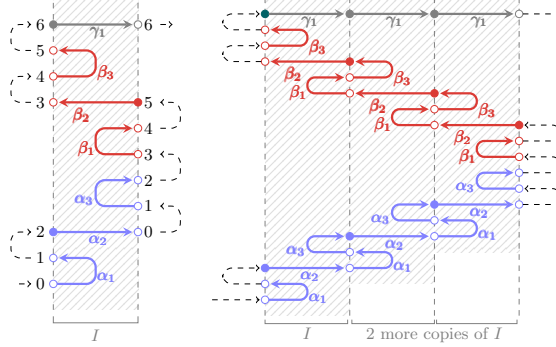 6 γ₁ 6 γ₁ γ₁ γ₁
5 β₃ β₃
4 β₂ β₃
3 β₂ 5 β₁ β₂ β₃
4 β₁ β₂
β₁ 3 β₁
2 α₃
α₃ 1 α₃ α₂
2 α₂ 0 α₃ α₂ α₁
1 α₂ α₁
0 α₁ α₁
I I 2 more copies of I